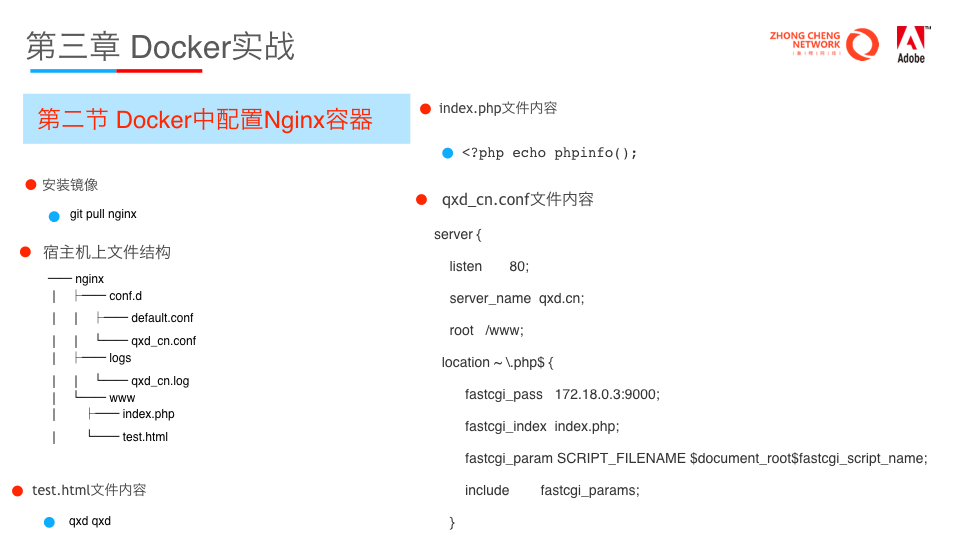 第三章 Docker实战
ZHONG CHENG
NETWORK
Adobe
第二节 Docker中配置Nginx容器
安装镜像
git pull nginx
宿主机上文件结构
├── nginx
│ ├── conf.d
│ │ ├── default.conf
│ │ └── qxd_cn.conf
│ ├── logs
│ │ └── qxd_cn.log
│ └── www
│ ├── index.php
│ └── test.html
test.html文件内容
qxd qxd
index.php文件内容
<?php echo phpinfo();
qxd_cn.conf文件内容
server {
listen 80;
server_name qxd.cn;
root /www;
location ~ \.php$ {
fastcgi_pass 172.18.0.3:9000;
fastcgi_index index.php;
fastcgi_param SCRIPT_FILENAME $document_root$fastcgi_script_name;
include fastcgi_params;
}